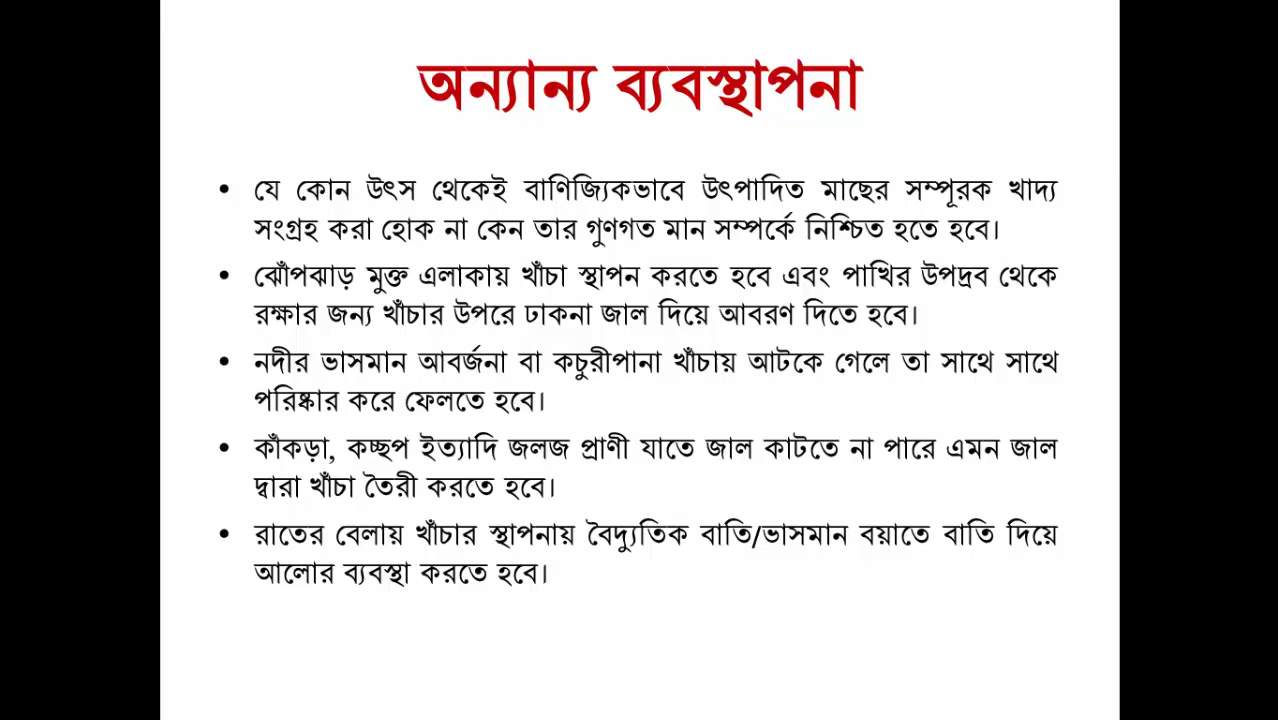 অন্যান্য ব্যবস্থাপনা
• যে কোন উৎস থেকেই বাণিজ্যিকভাবে উৎপাদিত মাছের সম্পূরক খাদ্য
সংগ্রহ করা হোক না কেন তার গুণগত মান সম্পর্কে নিশ্চিত হতে হবে।
• ঝোঁপঝাড় মুক্ত এলাকায় খাঁচা স্থাপন করতে হবে এবং পাখির উপদ্রব থেকে
রক্ষার জন্য খাঁচার উপরে ঢাকনা জাল দিয়ে আবরণ দিতে হবে।
• নদীর ভাসমান আবর্জনা বা কচুরীপানা খাঁচায় আটকে গেলে তা সাথে সাথে
পরিষ্কার করে ফেলতে হবে।
• কাঁকড়া, কচ্ছপ ইত্যাদি জলজ প্রাণী যাতে জাল কাটতে না পারে এমন জাল
দ্বারা খাঁচা তৈরী করতে হবে।
• রাতের বেলায় খাঁচার স্থাপনায় বৈদ্যুতিক বাতি/ভাসমান বয়াতে বাতি দিয়ে
আলোর ব্যবস্থা করতে হবে।